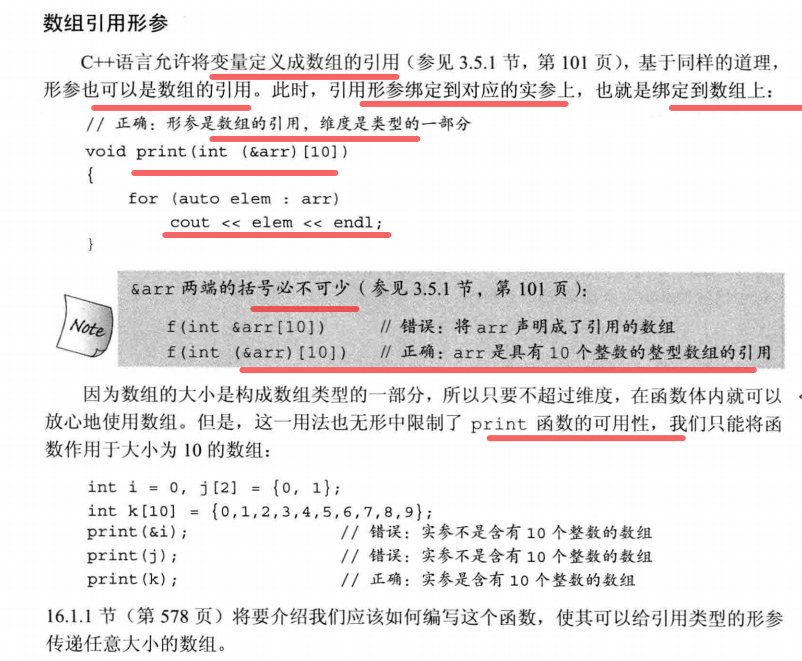 数组引用形参
C++语言允许将变量定义成数组的引用（参见 3.5.1 节，第 101 页），基于同样的道理，
形参也可以是数组的引用。此时，引用形参绑定到对应的实参上，也就是绑定到数组上：
// 正确：形参是数组的引用，维度是类型的一部分
void print(int (&arr)[10])
{
for (auto elem : arr)
cout << elem << endl;
}
&arr 两端的括号必不可少（参见 3.5.1 节，第 101 页）：
Note
f(int &arr[10]) // 错误：将 arr 声明成了引用的数组
f(int (&arr)[10]) // 正确：arr 是具有 10 个整数的整型数组的引用
因为数组的大小是构成数组类型的一部分，所以只要不超过维度，在函数体内就可以
放心地使用数组。但是，这一用法也无形中限制了 print 函数的可用性，我们只能将函
数作用于大小为 10 的数组：
int i = 0, j[2] = {0, 1};
int k[10] = {0,1,2,3,4,5,6,7,8,9};
print(&i); // 错误：实参不是含有 10 个整数的数组
print(j); // 错误：实参不是含有 10 个整数的数组
print(k); // 正确：实参是含有 10 个整数的数组
16.1.1 节（第 578 页）将要介绍我们应该如何编写这个函数，使其可以给引用类型的形参
传递任意大小的数组。